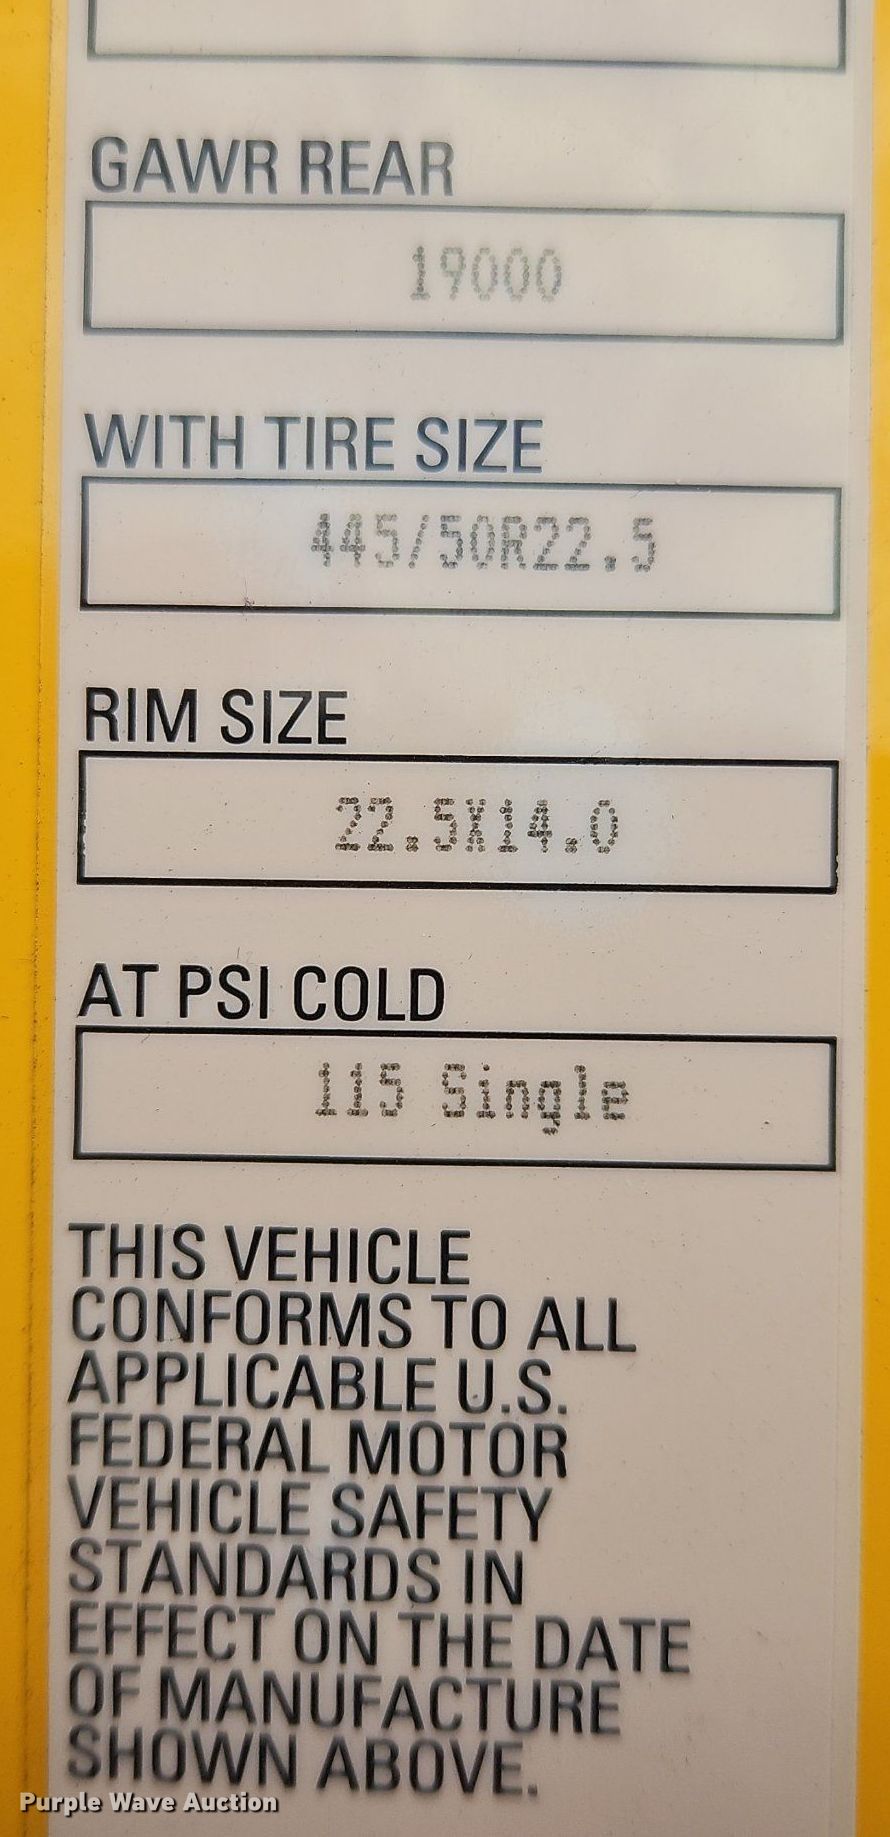 GAWR REAR
19000
WITH TIRE SIZE
445/50R22.5
RIM SIZE
22.5X14.0
AT PSI COLD
115 Single
THIS VEHICLE
CONFORMS TO ALL
APPLICABLE U.S.
FEDERAL MOTOR
VEHICLE SAFETY
STANDARDS IN
EFFECT ON THE DATE
OF MANUFACTURE
SHOWN ABOVE.
Purple Wave Auction